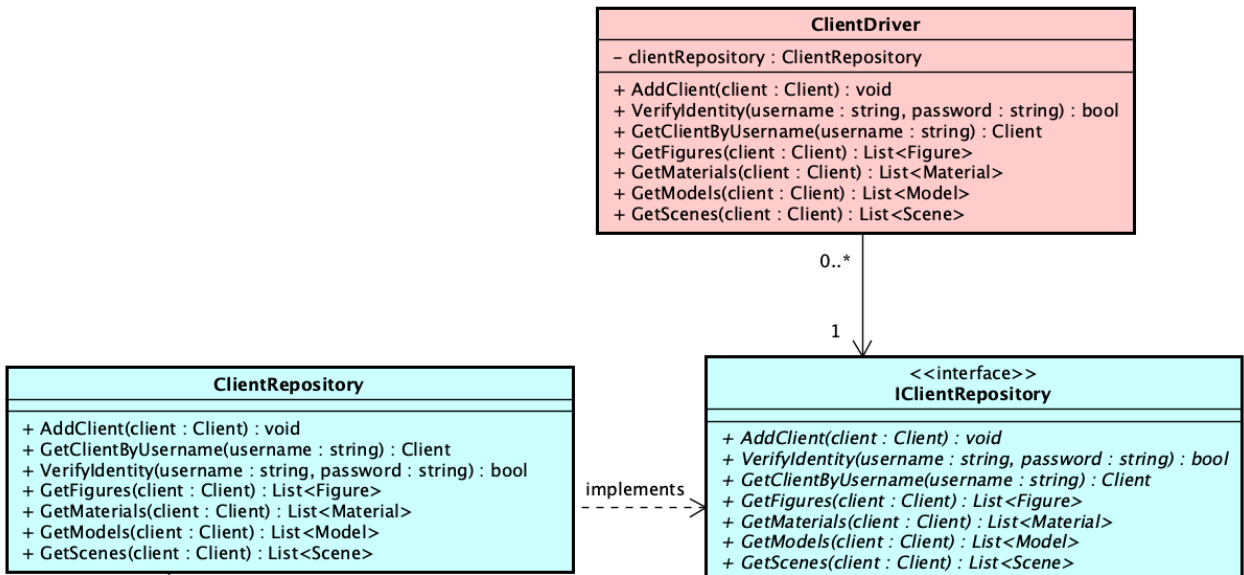 ClientDriver
– clientRepository : ClientRepository
+ AddClient(client : Client) : void
+ VerifyIdentity(username : string, password : string) : bool
+ GetClientByUsername(username : string) : Client
+ GetFigures(client : Client) : List<Figure>
+ GetMaterials(client : Client) : List<Material>
+ GetModels(client : Client) : List<Model>
+ GetScenes(client : Client) : List<Scene>
0..*
1
ClientRepository
+ AddClient(client : Client) : void
+ GetClientByUsername(username : string) : Client
+ VerifyIdentity(username : string, password : string) : bool
+ GetFigures(client : Client) : List<Figure>
+ GetMaterials(client : Client) : List<Material>
+ GetModels(client : Client) : List<Model>
+ GetScenes(client : Client) : List<Scene>
implements
<<interface>>
IClientRepository
+ AddClient(client : Client) : void
+ VerifyIdentity(username : string, password : string) : bool
+ GetClientByUsername(username : string) : Client
+ GetFigures(client : Client) : List<Figure>
+ GetMaterials(client : Client) : List<Material>
+ GetModels(client : Client) : List<Model>
+ GetScenes(client : Client) : List<Scene>